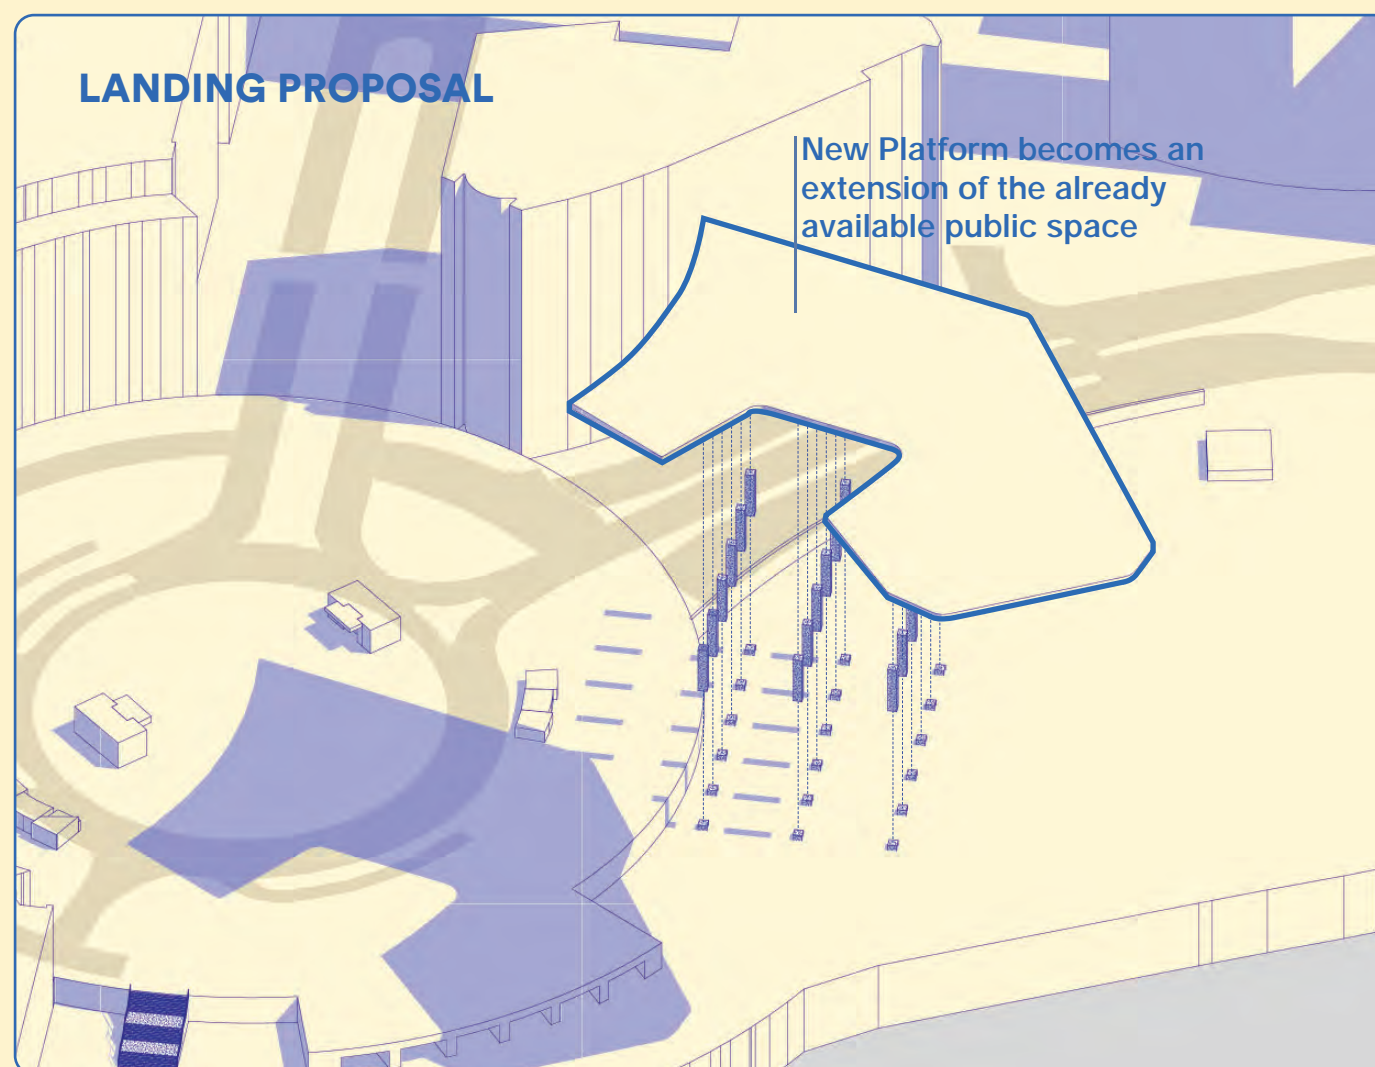 LANDING PROPOSAL
New Platform becomes an
extension of the already
available public space